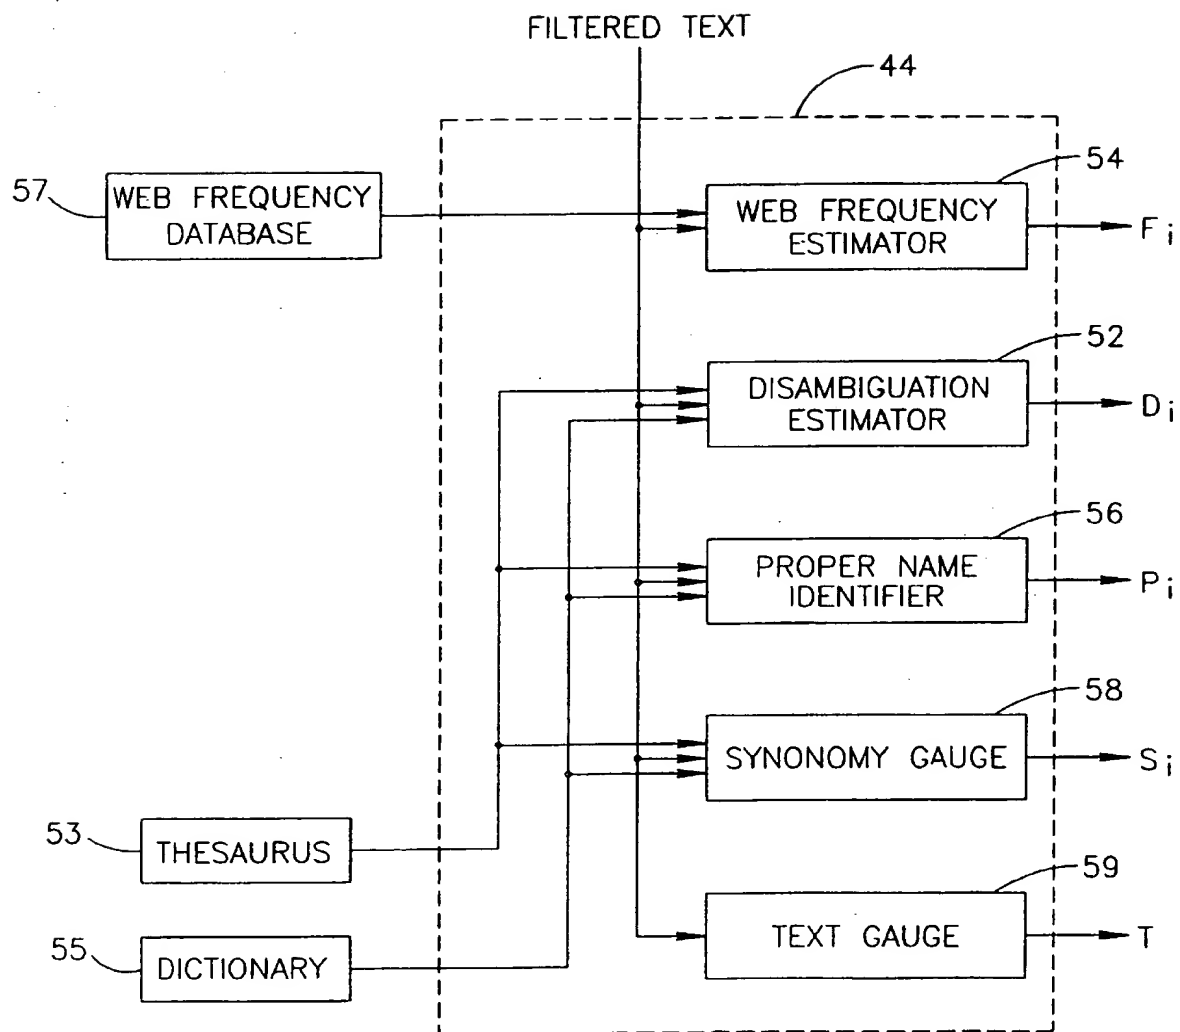 FILTERED TEXT
44
57
WEB FREQUENCY
DATABASE
54
WEB FREQUENCY
ESTIMATOR
Fi
52
DISAMBIGUATION
ESTIMATOR
Di
56
PROPER NAME
IDENTIFIER
Pi
58
SYNONOMY GAUGE
Si
53
THESAURUS
59
TEXT GAUGE
T
55
DICTIONARY